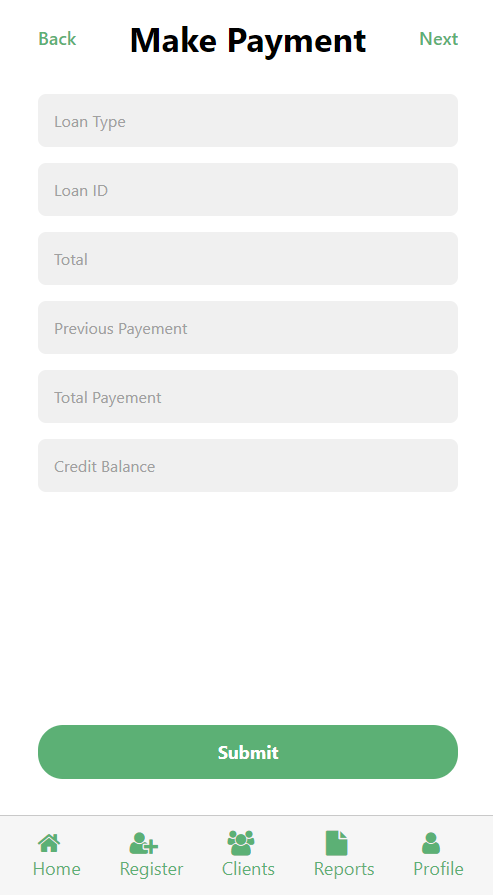 Back Make Payment Next
Loan Type
Loan ID
Total
Previous Payement
Total Payement
Credit Balance
Submit
Home Register Clients Reports Profile